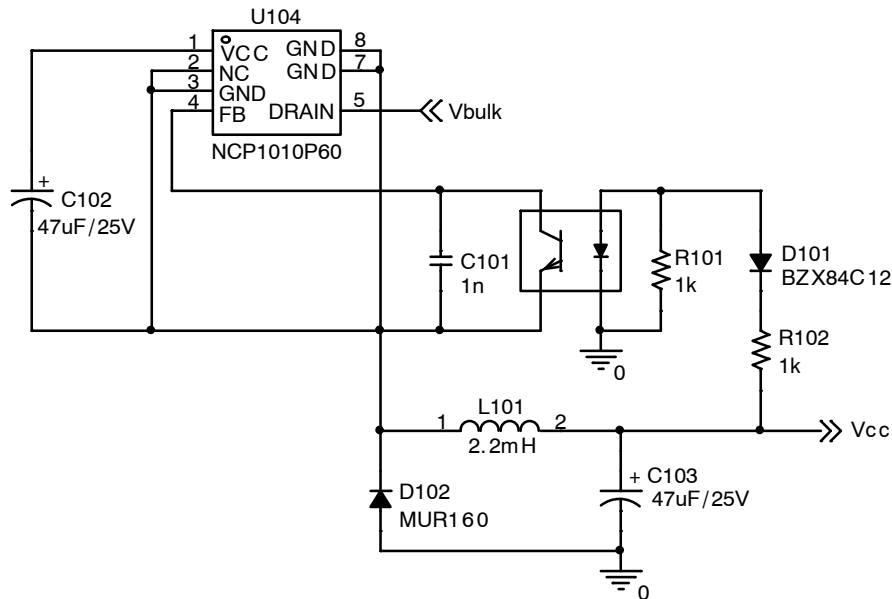 U104
1
VCC
GND
8
2
NC
GND
7
3
GND
4
FB
DRAIN
5
Vbulk
NCP1010P60
+
C102
47uF/25V
C101
1n
R101
1k
D101
BZX84C12
R102
1k
0
L101
1
2
2.2mH
Vcc
D102
MUR160
+
C103
47uF/25V
0